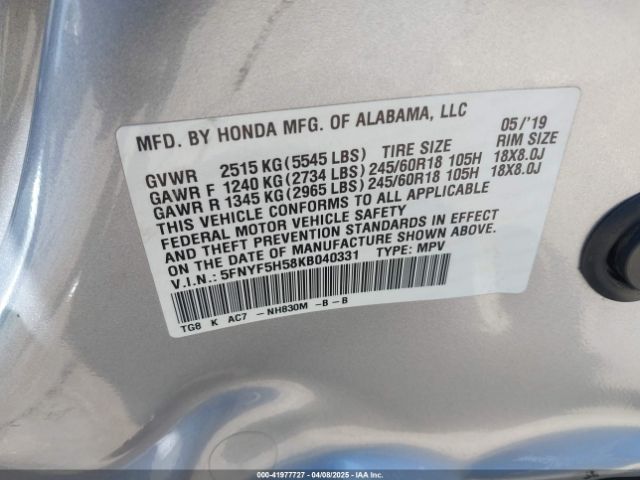 MFD. BY HONDA MFG. OF ALABAMA, LLC 05/'19
GVWR 2515 KG(5545 LBS) TIRE SIZE RIM SIZE
GAWR F 1240 KG(2734 LBS) 245/60R18 105H 18X8.0J
GAWR R 1345 KG(2965 LBS) 245/60R18 105H 18X8.0J
THIS VEHICLE CONFORMS TO ALL APPLICABLE
FEDERAL MOTOR VEHICLE SAFETY
AND THEFT PREVENTION STANDARDS IN EFFECT
ON THE DATE OF MANUFACTURE SHOWN ABOVE.
V.I.N.: 5FNYF5H58KB040331 TYPE: MPV
TG8 K AC7 -NH830M -B-B
000-41977727 - 04/08/2025 - IAA Inc.